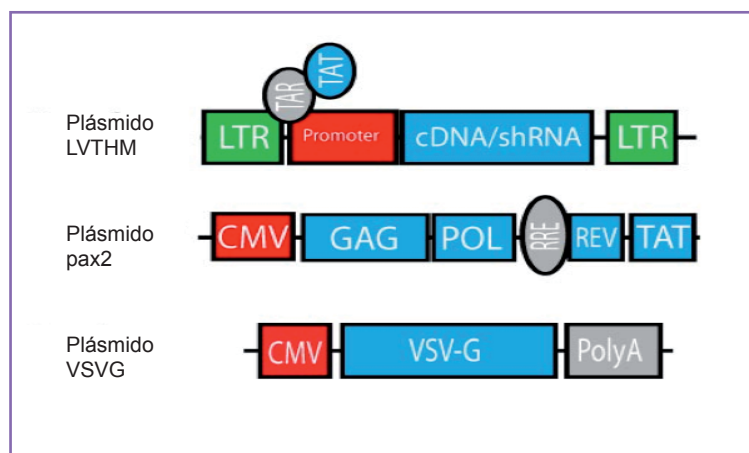 TAR TAT
Plásmido
LVTHM
LTR Promoter cDNA/shRNA LTR
Plásmido
pax2
CMV GAG POL RRE REV TAT
Plásmido
VSVG
CMV VSV-G PolyA